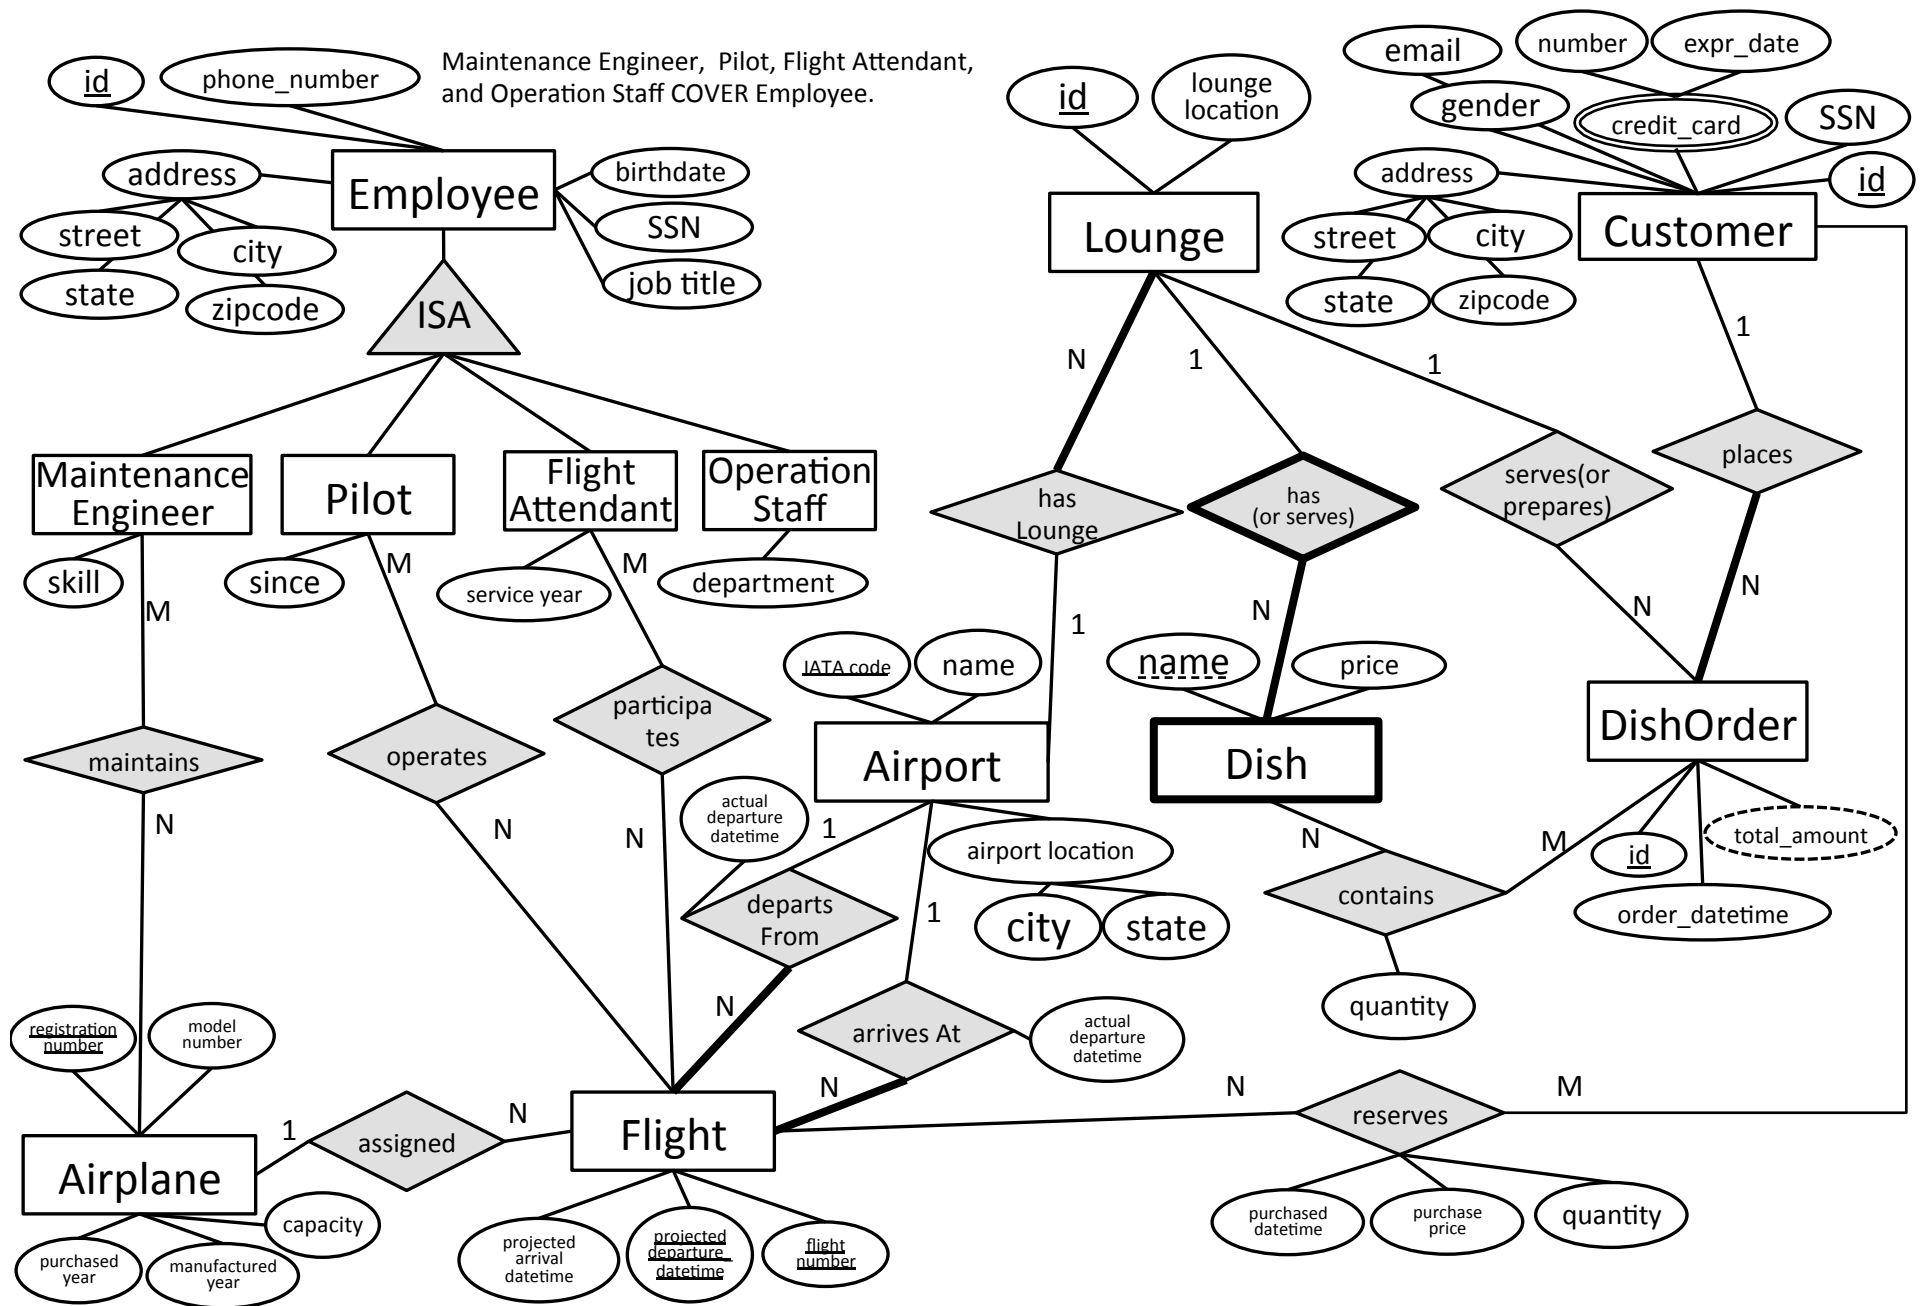 Maintenance Engineer, Pilot, Flight Attendant,
and Operation Staff COVER Employee.
id
phone_number
Employee
address
street
city
state
zipcode
birthdate
SSN
job title
ISA
Maintenance
Engineer
Pilot
Flight
Attendant
Operation
Staff
skill
since
service year
department
M
M
M
maintains
operates
participa
tes
N
N
N
id
lounge
location
Lounge
N
1
1
has
Lounge
has
(or serves)
serves(or
prepares)
1
N
N
email
number
expr_date
gender
credit_card
SSN
id
address
street
city
state
zipcode
Customer
1
places
N
IATA code
name
Airport
airport location
city
state
name
price
Dish
DishOrder
id
total_amount
order_datetime
N
M
contains
quantity
actual
departure
datetime
1
departs
From
N
1
arrives At
N
actual
departure
datetime
registration
number
model
number
Airplane
purchased
year
manufactured
year
capacity
1
assigned
N
Flight
projected
arrival
datetime
projected
departure
datetime
flight
number
N
reserves
M
purchased
datetime
purchase
price
quantity